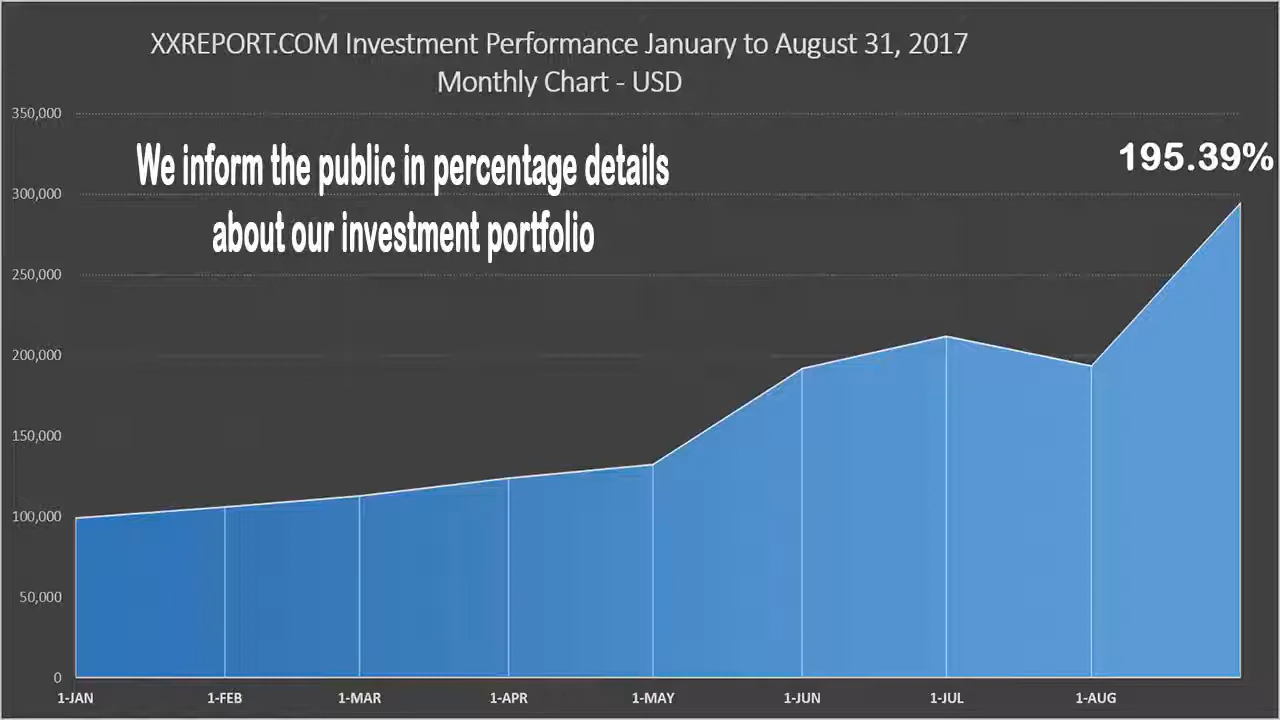 XXREPORT.COM Investment Performance January to August 31, 2017
Monthly Chart - USD
350,000
We inform the public in percentage details
195.39%
300,000
about our investment portfolio
250,000
200,000
150,000
100,000
50,000
0
1-JAN 1-FEB 1-MAR 1-APR 1-MAY 1-JUN 1-JUL 1-AUG